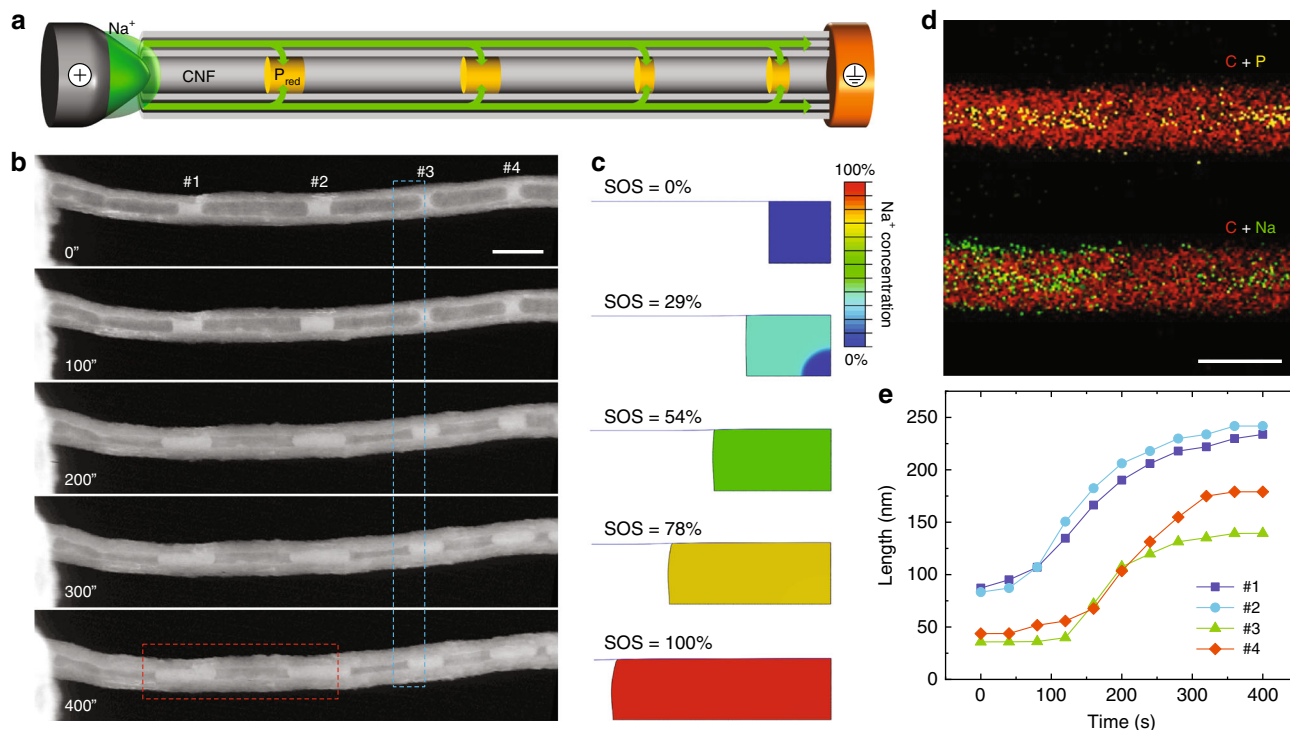 a
Na+
+
CNF
Pred
b
#1
#2
#3
#4
0"
100"
200"
300"
400"
c
SOS = 0%
SOS = 29%
SOS = 54%
SOS = 78%
SOS = 100%
100%
Na+ concentration
0%
d
C + P
C + Na
e
Length (nm)
250
200
150
100
50
0
0
100
200
300
400
Time (s)
#1
#2
#3
#4